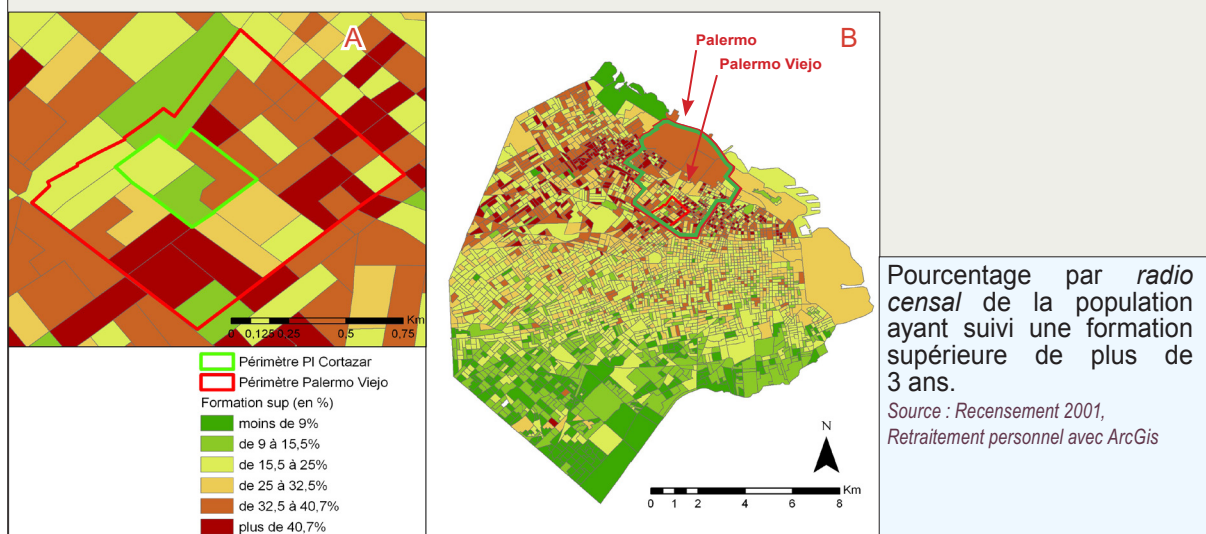 A
0 0,125 0,25 0,5 0,75
Km
Périmètre Pl Cortazar
Périmètre Palermo Viejo
Formation sup (en %)
moins de 9%
de 9 à 15,5%
de 15,5 à 25%
de 25 à 32,5%
de 32,5 à 40,7%
plus de 40,7%
B
Palermo
Palermo Viejo
N
Km
0 1 2 4 6 8
Pourcentage par radio
censal de la population
ayant suivi une formation
supérieure de plus de
3 ans.
Source : Recensement 2001,
Retraitement personnel avec ArcGis